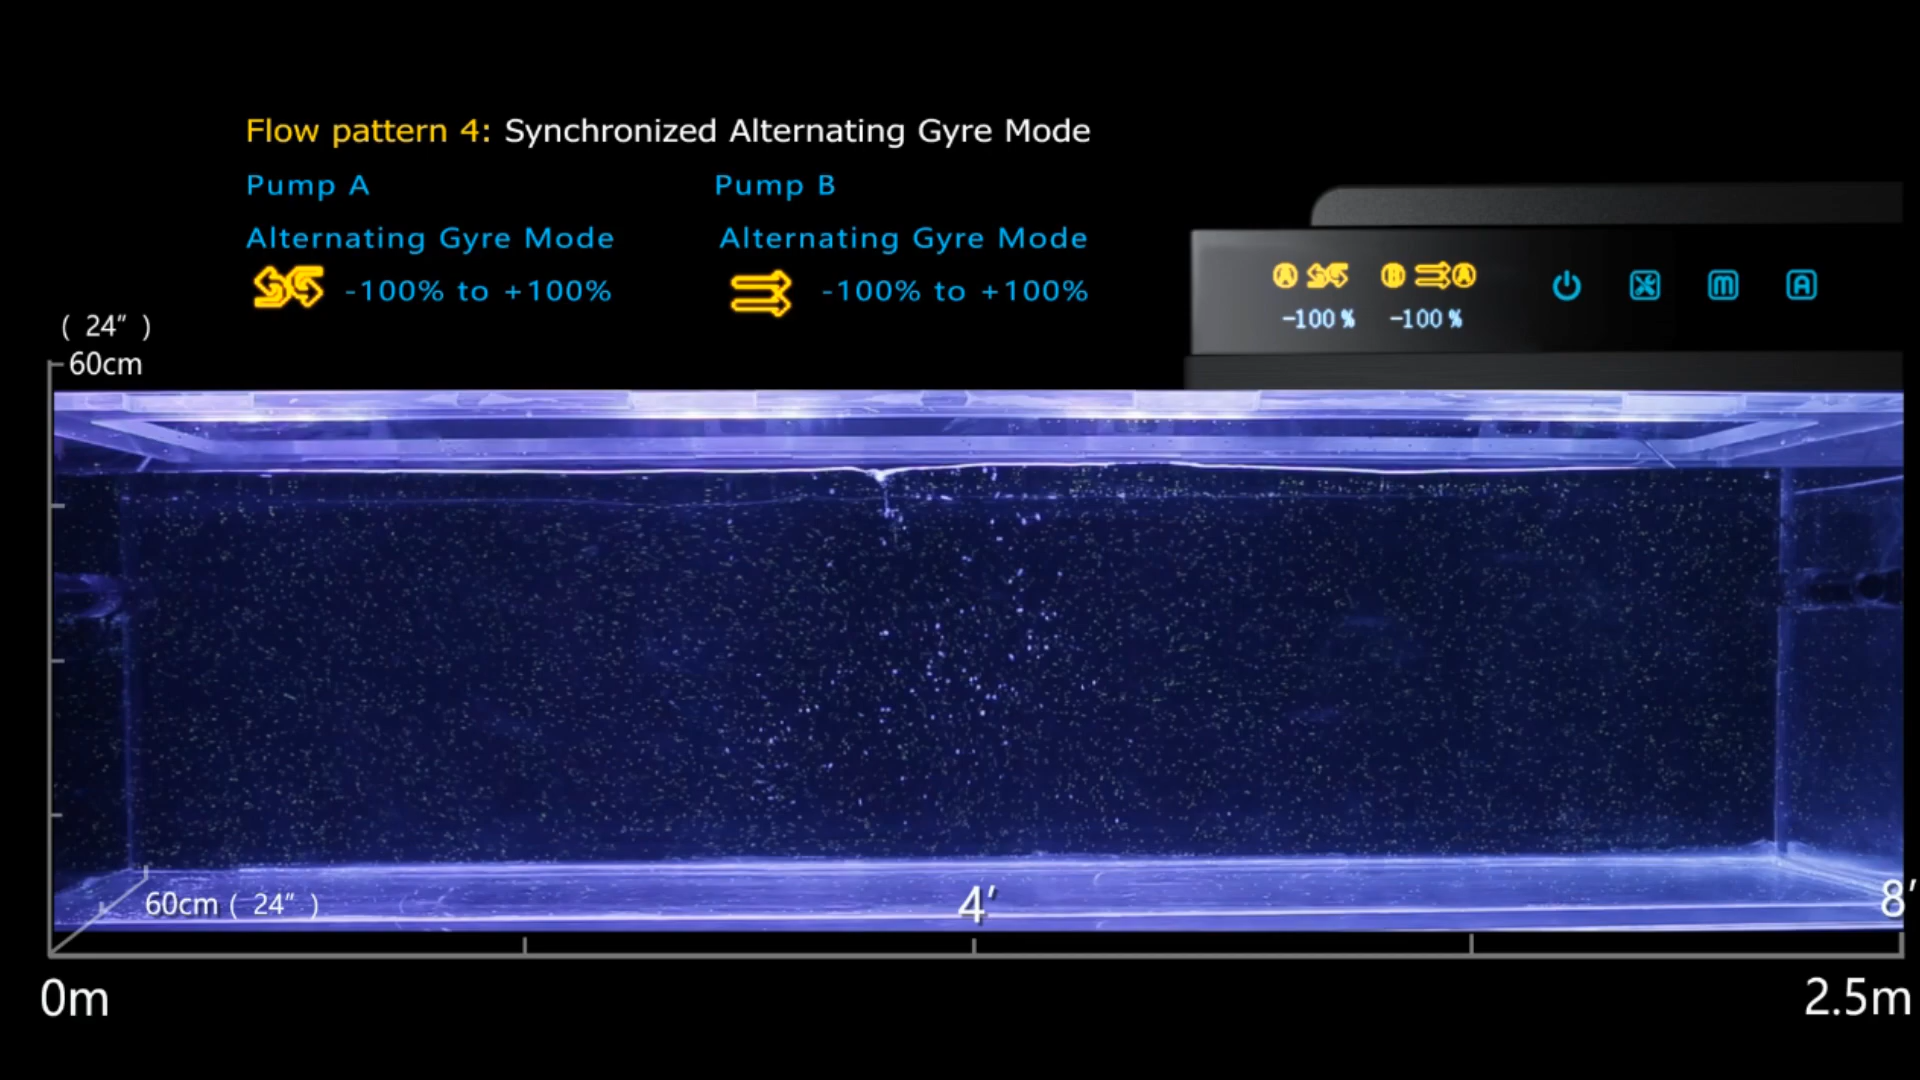 Flow pattern 4: Synchronized Alternating Gyre Mode
Pump A
Pump B
Alternating Gyre Mode
Alternating Gyre Mode
-100% to +100%
-100% to +100%
A B A
-100 % -100 %
M A
( 24" )
60cm
60cm ( 24" )
4'
8'
0m
2.5m